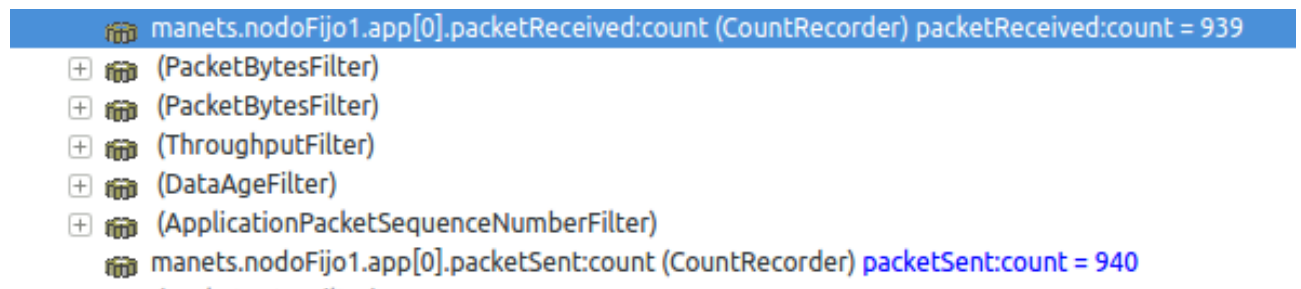 manets.nodoFijo1.app[0].packetReceived:count (CountRecorder) packetReceived:count = 939
(PacketBytesFilter)
(PacketBytesFilter)
(ThroughputFilter)
(DataAgeFilter)
(ApplicationPacketSequenceNumberFilter)
manets.nodoFijo1.app[0].packetSent:count (CountRecorder) packetSent:count = 940